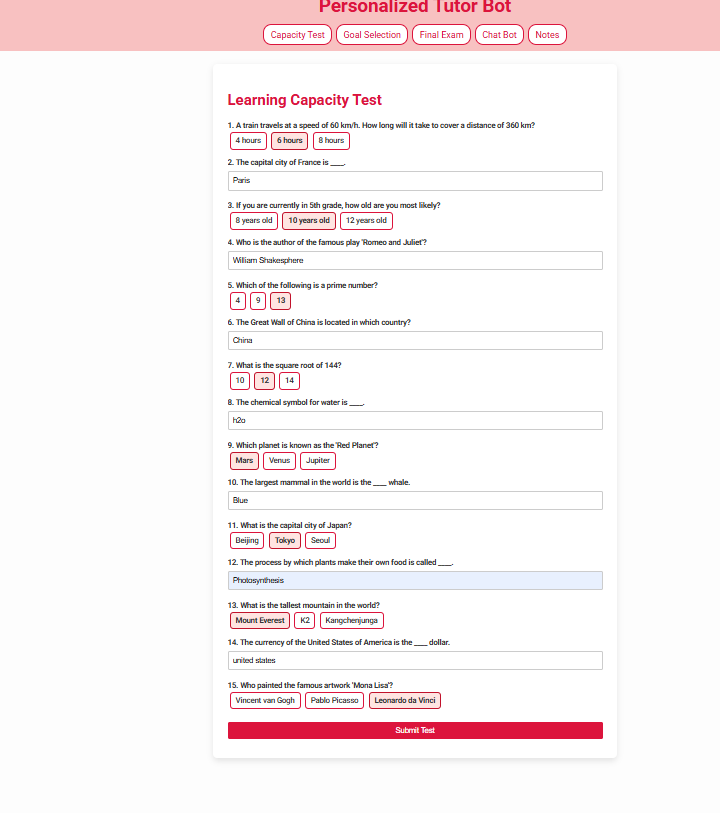 Personalized Tutor Bot
Capacity Test Goal Selection Final Exam Chat Bot Notes
Learning Capacity Test
1. A train travels at a speed of 60 km/h. How long will it take to cover a distance of 360 km?
4 hours 6 hours 8 hours
2. The capital city of France is ____.
Paris
3. If you are currently in 5th grade, how old are you most likely?
8 years old 10 years old 12 years old
4. Who is the author of the famous play 'Romeo and Juliet'?
William Shakesphere
5. Which of the following is a prime number?
4 9 13
6. The Great Wall of China is located in which country?
China
7. What is the square root of 144?
10 12 14
8. The chemical symbol for water is ____.
h2o
9. Which planet is known as the 'Red Planet'?
Mars Venus Jupiter
10. The largest mammal in the world is the ____ whale.
Blue
11. What is the capital city of Japan?
Beijing Tokyo Seoul
12. The process by which plants make their own food is called ____.
Photosynthesis
13. What is the tallest mountain in the world?
Mount Everest K2 Kangchenjunga
14. The currency of the United States of America is the ____ dollar.
united states
15. Who painted the famous artwork 'Mona Lisa'?
Vincent van Gogh Pablo Picasso Leonardo da Vinci
Submit Test